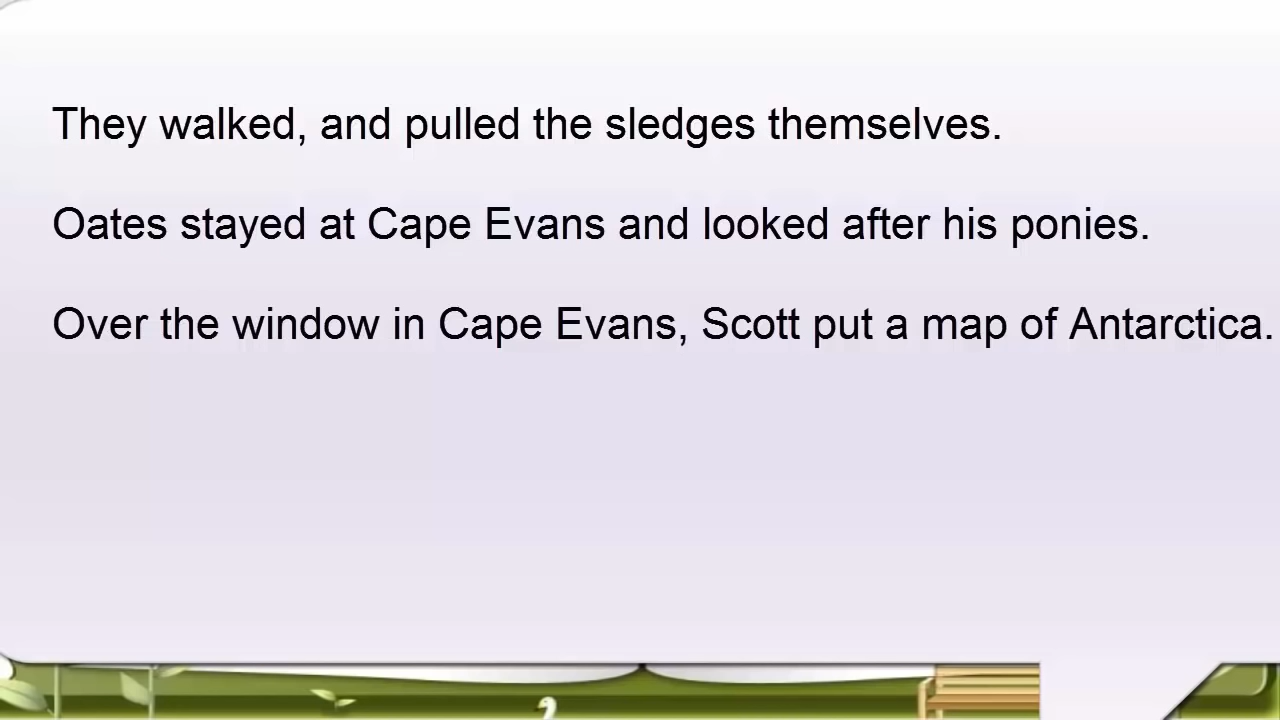 They walked, and pulled the sledges themselves.
Oates stayed at Cape Evans and looked after his ponies.
Over the window in Cape Evans, Scott put a map of Antarctica.